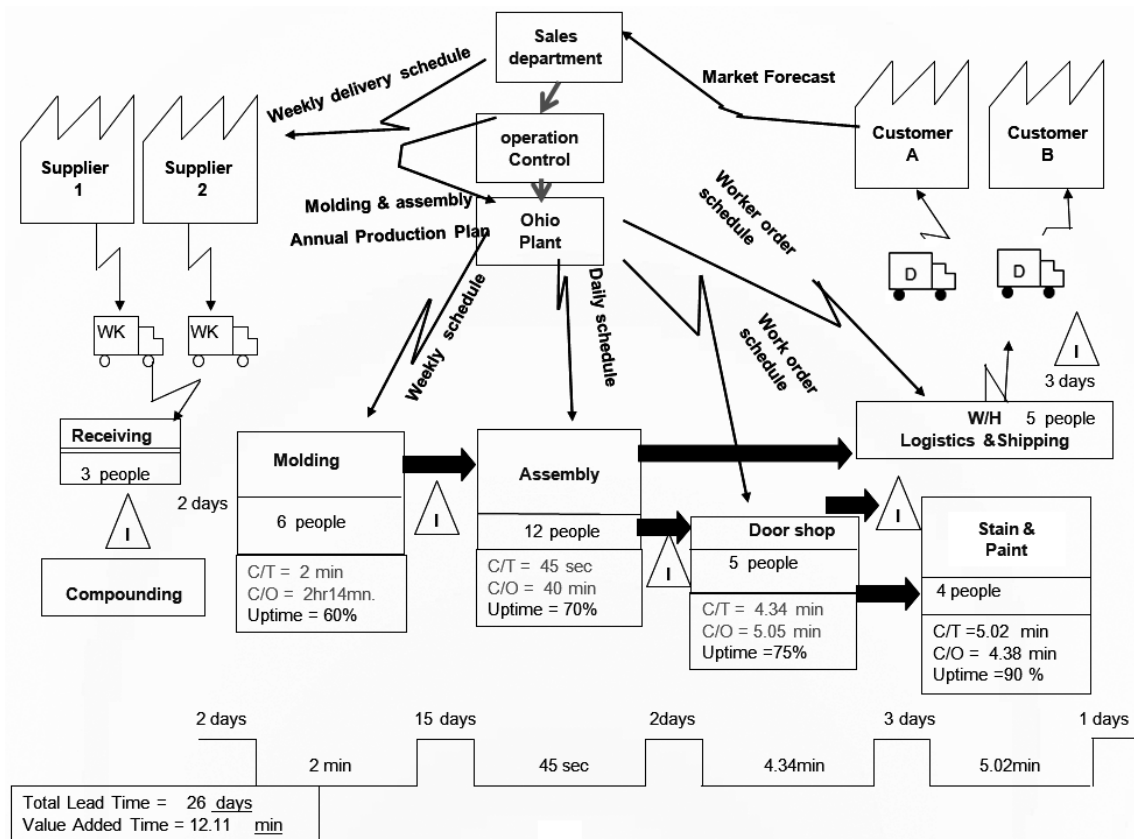 Sales
department
Weekly delivery schedule
Market Forecast
Supplier
1
Supplier
2
operation
Control
Customer
A
Customer
B
Molding & assembly
Annual Production Plan
Ohio
Plant
Worker order
schedule
D
D
WK
WK
Weekly schedule
Daily schedule
Work order
schedule
I
3 days
Receiving
3 people
W/H 5 people
Logistics &Shipping
2 days
I
Compounding
Molding
6 people
C/T = 2 min
C/O = 2hr14mn.
Uptime = 60%
I
Assembly
12 people
C/T = 45 sec
C/O = 40 min
Uptime = 70%
I
Door shop
5 people
C/T = 4.34 min
C/O = 5.05 min
Uptime =75%
I
Stain &
Paint
4 people
C/T =5.02 min
C/O = 4.38 min
Uptime =90 %
2 days
15 days
2days
3 days
1 days
2 min
45 sec
4.34min
5.02min
Total Lead Time = 26 days
Value Added Time = 12.11 min